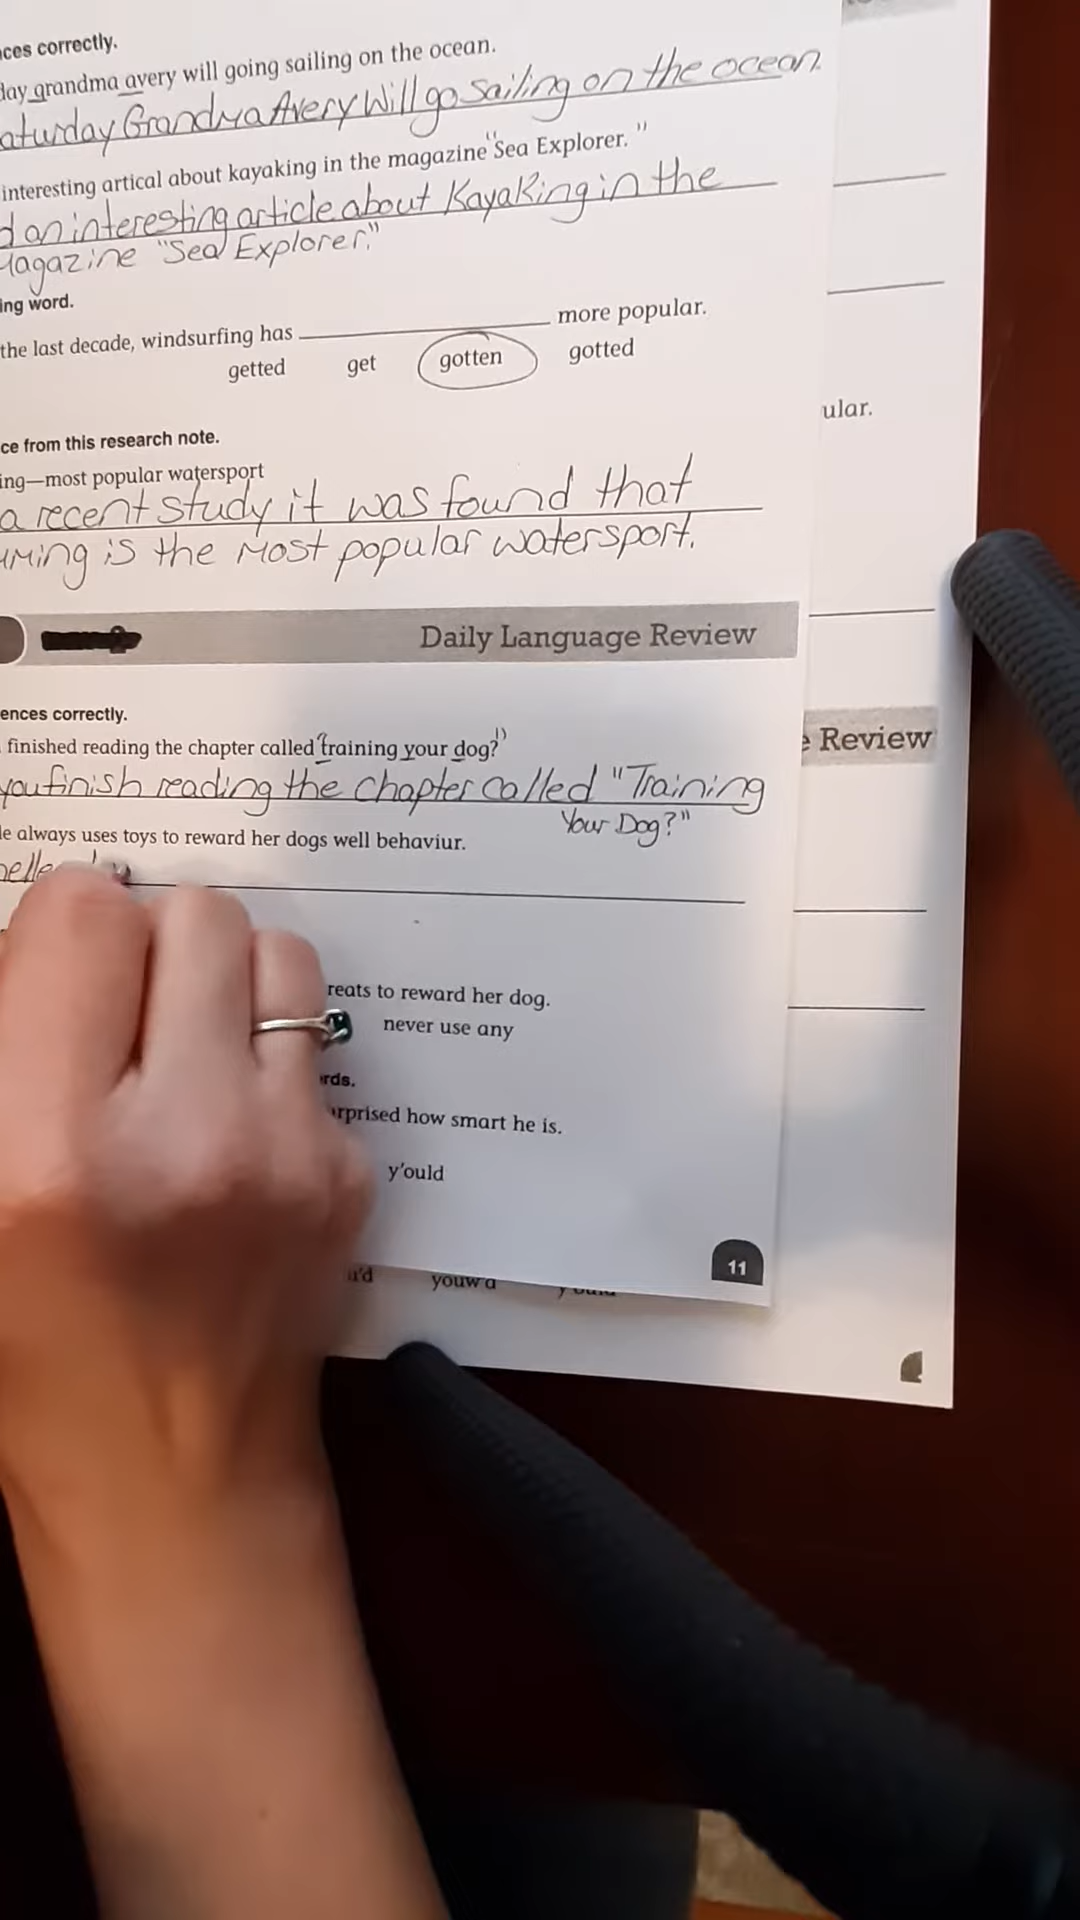 ces correctly.
day grandma avery will going sailing on the ocean.
aturday Grandma Avery Will go Sailing on the ocean.
interesting artical about kayaking in the magazine "Sea Explorer."
d an interesting article about Kayaking in the
Magazine "Sea Explorer."
ing word.
the last decade, windsurfing has more popular.
getted get gotten gotted
ular.
ce from this research note.
ing—most popular watersport
a recent study it was found that
ming is the Most popular watersport.
Daily Language Review
ences correctly.
finished reading the chapter called "training your dog?"
e Review
you finish reading the chapter called "Training
Your Dog?"
le always uses toys to reward her dogs well behaviur.
elle
reats to reward her dog.
never use any
rds.
urprised how smart he is.
y'ould
11
u'd youw'd